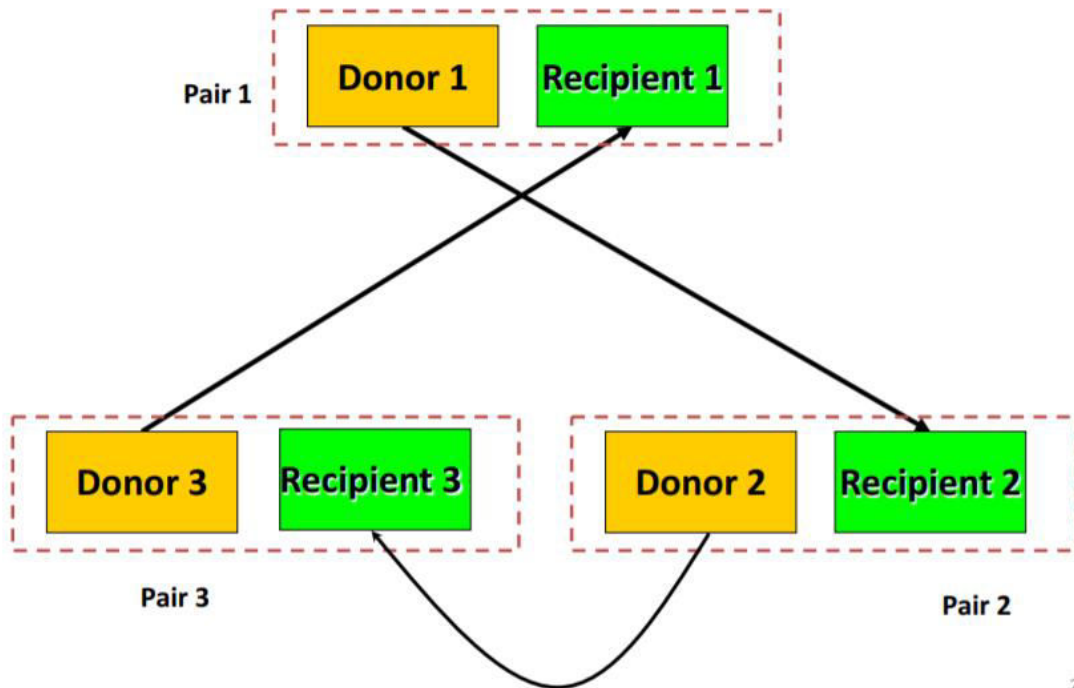 Donor 1
Recipient 1
Pair 1
Donor 3
Recipient 3
Donor 2
Recipient 2
Pair 3
Pair 2